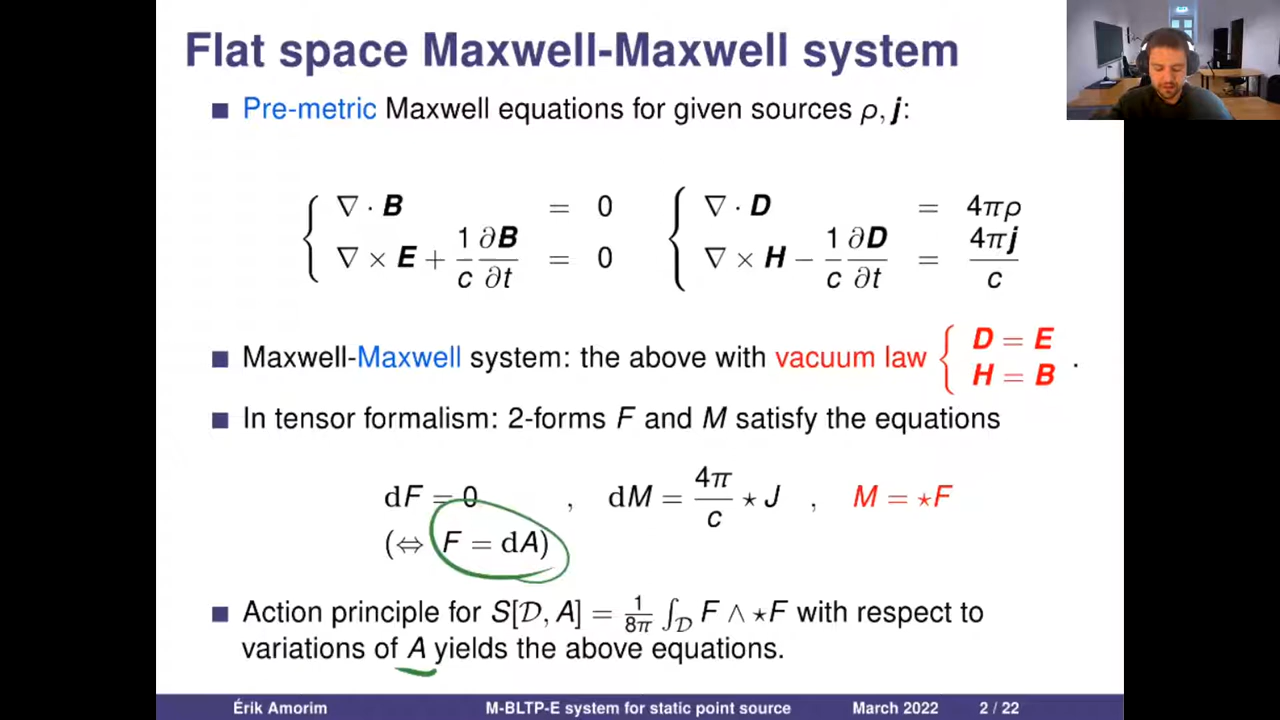 Flat space Maxwell-Maxwell system
■ Pre-metric Maxwell equations for given sources ρ, j:
{ ∇ · B = 0 { ∇ · D = 4πρ
∇ × E + 1/c ∂B/∂t = 0 ∇ × H − 1/c ∂D/∂t = 4πj/c
■ Maxwell-Maxwell system: the above with vacuum law { D = E
H = B .
■ In tensor formalism: 2-forms F and M satisfy the equations
dF = 0 , dM = 4π/c ⋆ J , M = ⋆F
(⇔ F = dA)
■ Action principle for S[𝒟, A] = 1/8π ∫_𝒟 F ∧ ⋆F with respect to
variations of A yields the above equations.
Érik Amorim M-BLTP-E system for static point source March 2022 2 / 22